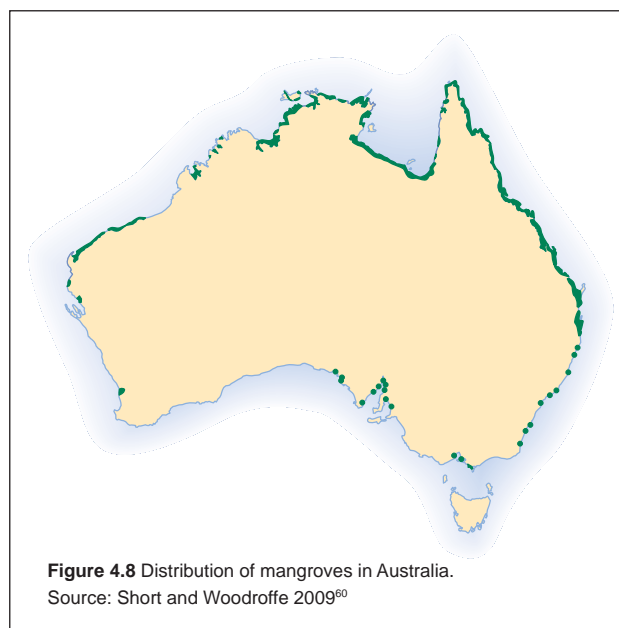 Figure 4.8 Distribution of mangroves in Australia.
Source: Short and Woodroffe 2009⁶⁰